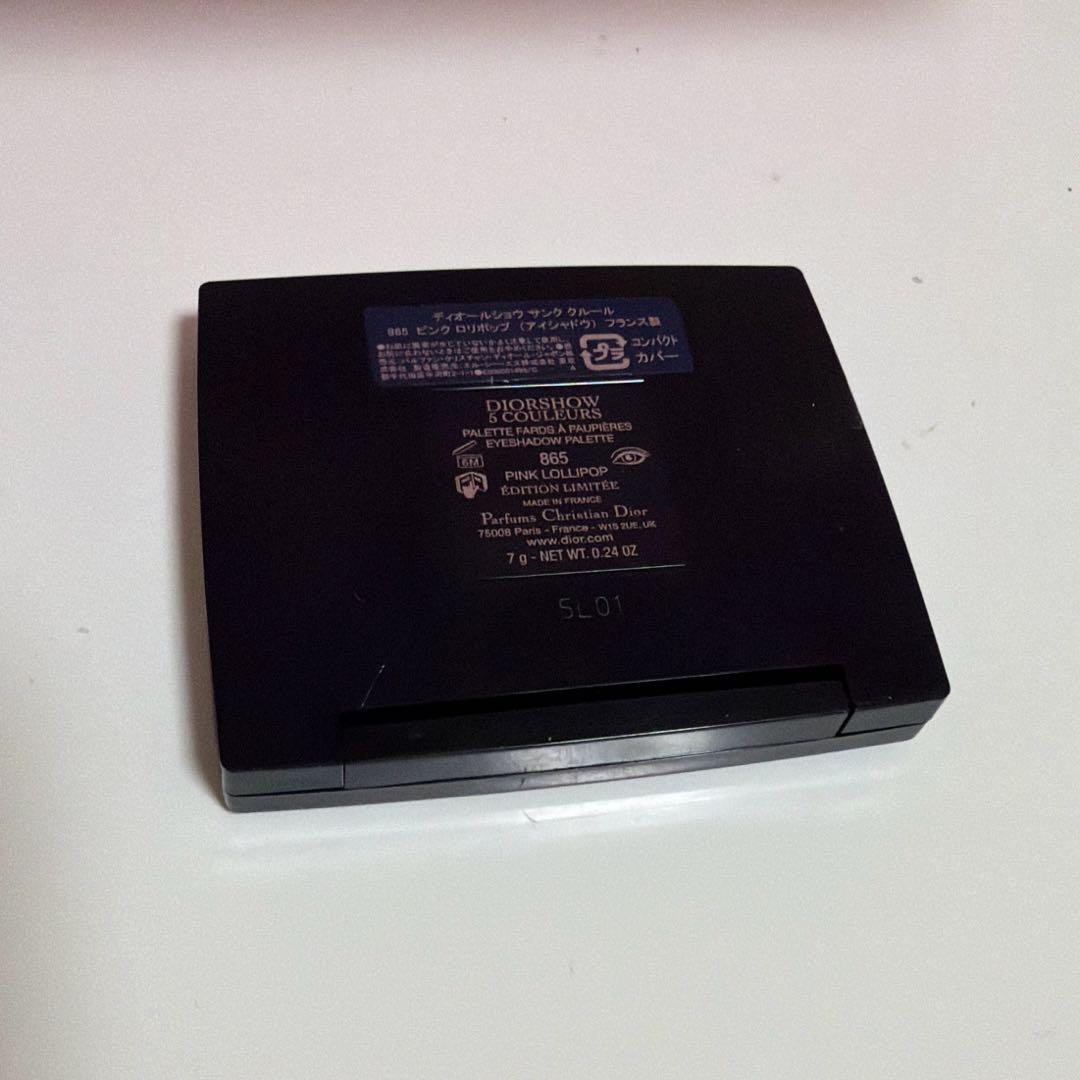 ディオールショウ サンク クルール
865 ピンク ロリポップ （アイシャドウ） フランス製
プラ
コンパクト
カバー
DIORSHOW
5 COULEURS
PALETTE FARDS À PAUPIÈRES
EYESHADOW PALETTE
6M
865
PINK LOLLIPOP
ÉDITION LIMITÉE
MADE IN FRANCE
Parfums Christian Dior
75008 Paris - France - W1S 2UE, UK
www.dior.com
7 g - NET WT. 0.24 OZ
5L01